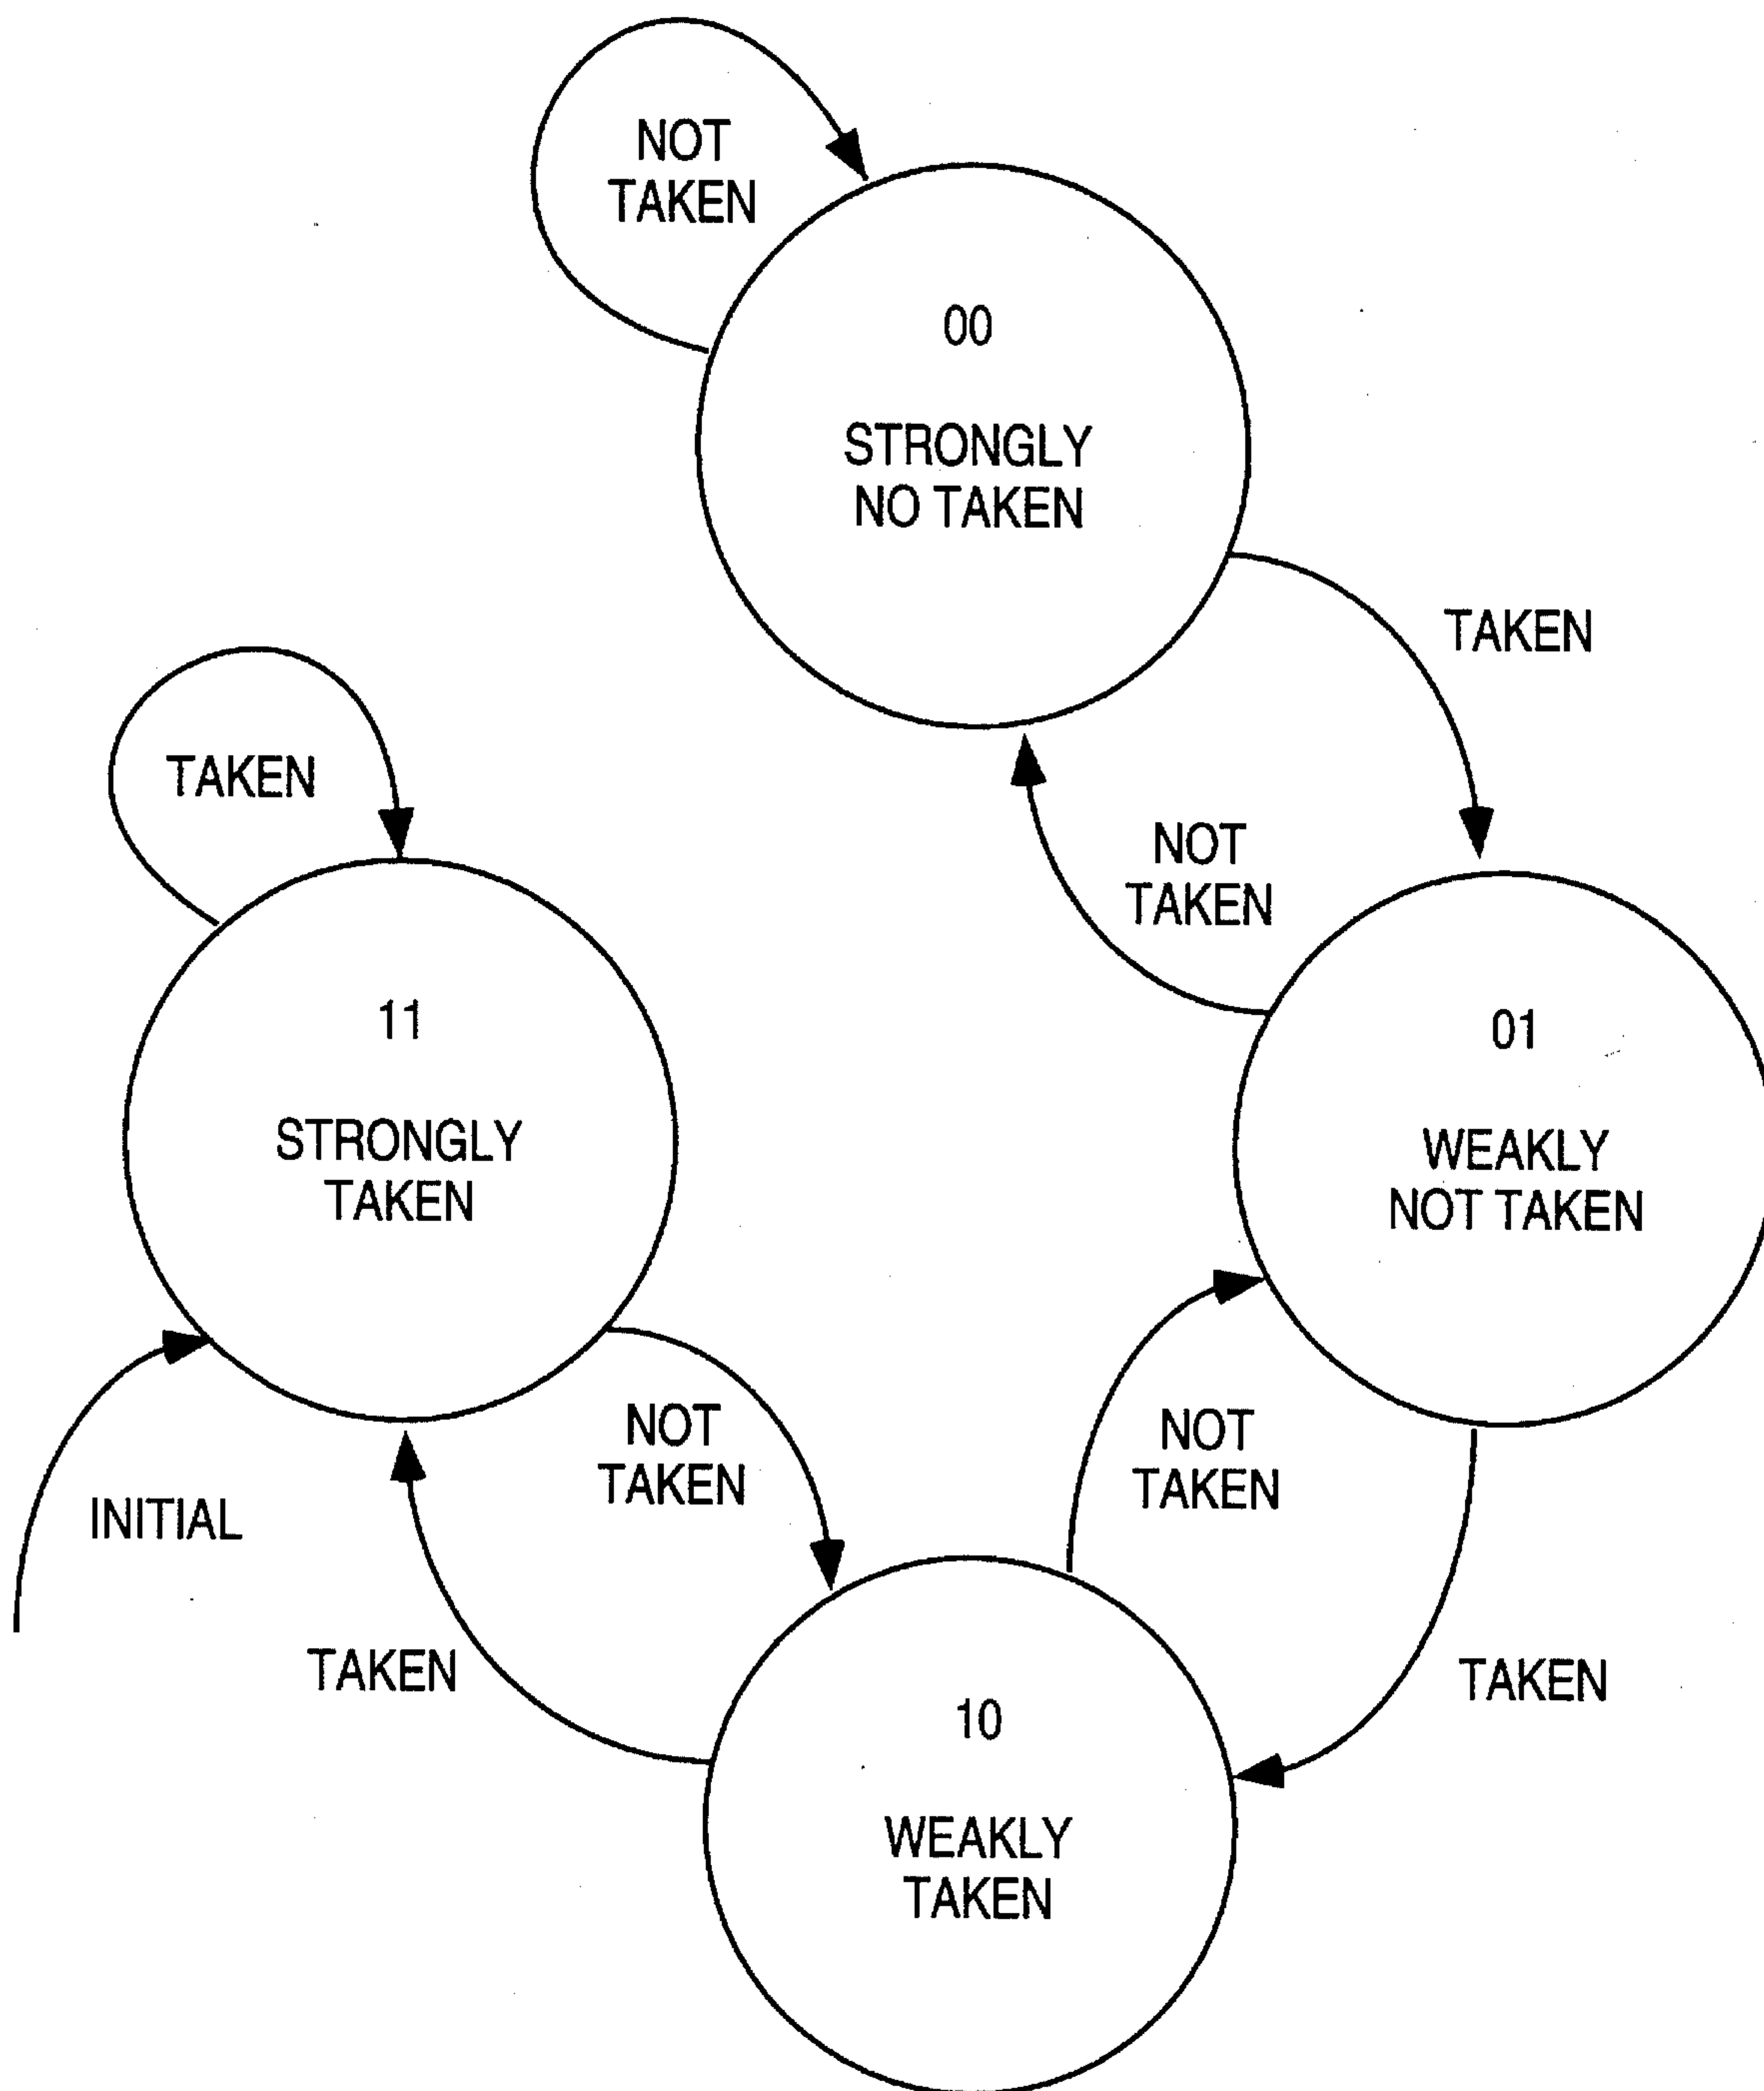 NOT
TAKEN
00
STRONGLY
NO TAKEN
TAKEN
TAKEN
NOT
TAKEN
11
STRONGLY
TAKEN
01
WEAKLY
NOT TAKEN
INITIAL
NOT
TAKEN
NOT
TAKEN
TAKEN
TAKEN
10
WEAKLY
TAKEN